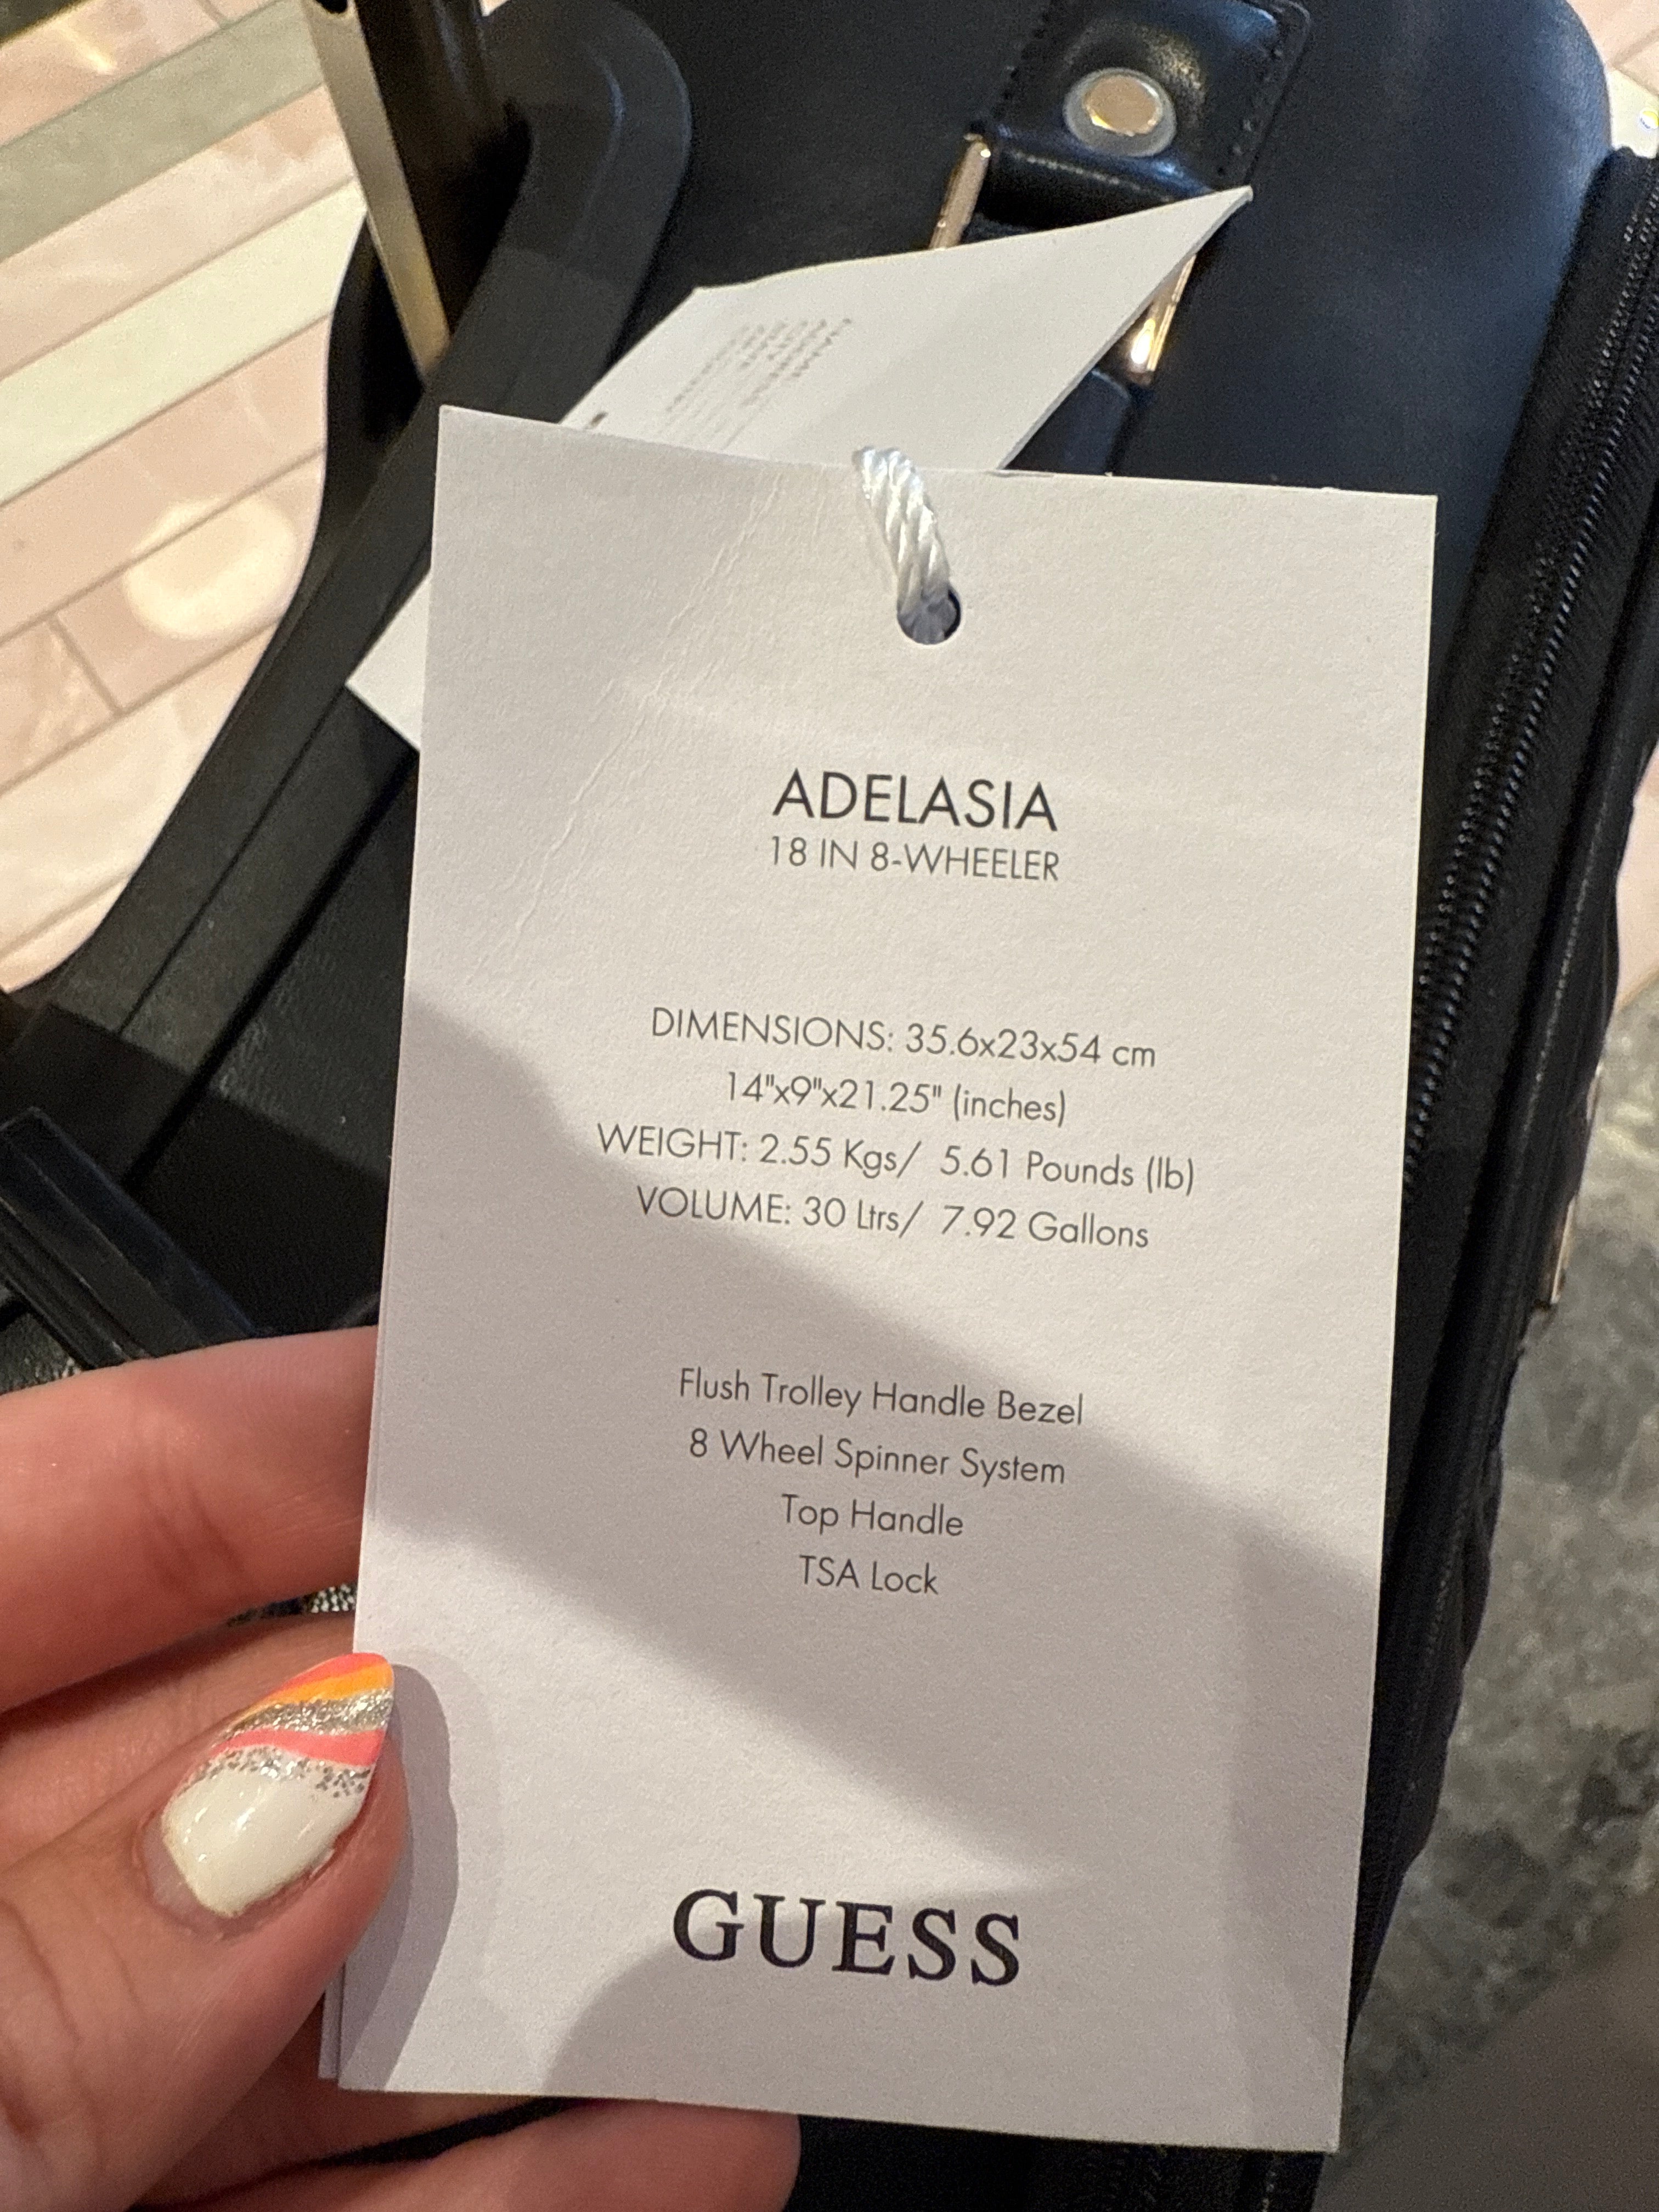 ADELASIA
18 IN 8-WHEELER
DIMENSIONS: 35.6x23x54 cm
14"x9"x21.25" (inches)
WEIGHT: 2.55 Kgs/ 5.61 Pounds (lb)
VOLUME: 30 Ltrs/ 7.92 Gallons
Flush Trolley Handle Bezel
8 Wheel Spinner System
Top Handle
TSA Lock
GUESS